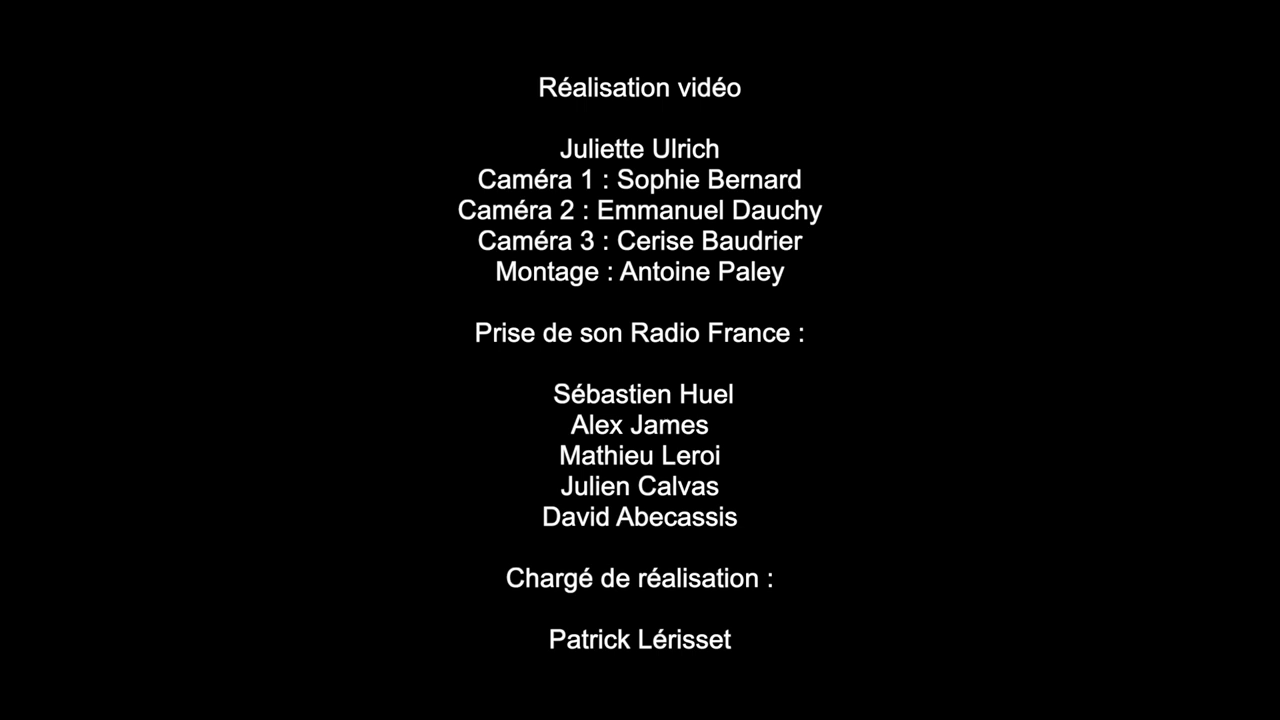 Réalisation vidéo
Juliette Ulrich
Caméra 1 : Sophie Bernard
Caméra 2 : Emmanuel Dauchy
Caméra 3 : Cerise Baudrier
Montage : Antoine Paley
Prise de son Radio France :
Sébastien Huel
Alex James
Mathieu Leroi
Julien Calvas
David Abecassis
Chargé de réalisation :
Patrick Lérisset